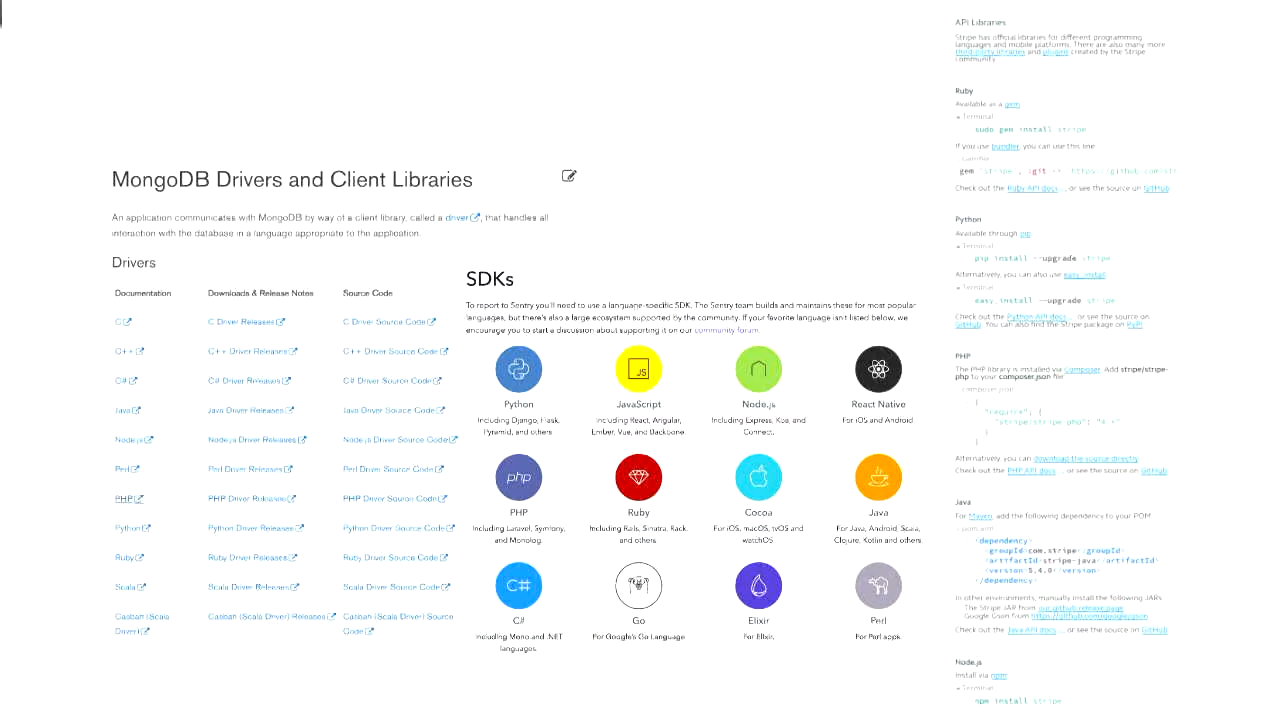 MongoDB Drivers and Client Libraries
An application communicates with MongoDB by way of a client library, called a driver, that handles all
interaction with the database in a language appropriate to the application.
Drivers
Documentation Downloads & Release Notes Source Code
C C Driver Releases C Driver Source Code
C++ C++ Driver Releases C++ Driver Source Code
C# C# Driver Releases C# Driver Source Code
Java Java Driver Releases Java Driver Source Code
Node.js Node.js Driver Releases Node.js Driver Source Code
Perl Perl Driver Releases Perl Driver Source Code
PHP PHP Driver Releases PHP Driver Source Code
Python Python Driver Releases Python Driver Source Code
Ruby Ruby Driver Releases Ruby Driver Source Code
Scala Scala Driver Releases Scala Driver Source Code
Casbah (Scala Casbah (Scala Driver) Releases Casbah (Scala Driver) Source
Driver) Code
SDKs
To report to Sentry you'll need to use a language-specific SDK. The Sentry team builds and maintains these for most popular
languages, but there's also a large ecosystem supported by the community. If your favorite language isn't listed below, we
encourage you to start a discussion about supporting it on our community forum.
JS
Python JavaScript Node.js React Native
Including Django, Flask, Including React, Angular, Including Express, Koa, and For iOS and Android
Pyramid, and others Ember, Vue, and Backbone Connect.
php
PHP Ruby Cocoa Java
Including Laravel, Symfony, Including Rails, Sinatra, Rack, For iOS, macOS, tvOS and For Java, Android, Scala,
and Monolog. and others watchOS Clojure, Kotlin and others
C#
C# Go Elixir Perl
Including Mono and .NET For Google's Go Language For Elixir. For Perl apps.
languages.
API Libraries
Stripe has official libraries for different programming
languages and mobile platforms. There are also many more
third-party libraries and plugins created by the Stripe
community.
Ruby
Available as a gem
Terminal
sudo gem install stripe
If you use bundler, you can use this line
Gemfile
gem 'stripe', :git => 'https://github.com/str
Check out the Ruby API docs, or see the source on GitHub.
Python
Available through pip
Terminal
pip install --upgrade stripe
Alternatively, you can also use easy_install
Terminal
easy_install --upgrade stripe
Check out the Python API docs, or see the source on
GitHub. You can also find the Stripe package on PyPI.
PHP
The PHP library is installed via Composer. Add stripe/stripe-
php to your composer.json file
composer.json
{
"require": {
"stripe/stripe-php": "4.*"
}
}
Alternatively, you can download the source directly
Check out the PHP API docs, or see the source on GitHub.
Java
For Maven, add the following dependency to your POM
pom.xml
<dependency>
<groupId>com.stripe</groupId>
<artifactId>stripe-java</artifactId>
<version>5.4.0</version>
</dependency>
In other environments, manually install the following JARs
The Stripe JAR from our github release page
Google Gson from https://github.com/google/gson
Check out the Java API docs, or see the source on GitHub.
Node.js
Install via npm
Terminal
npm install stripe